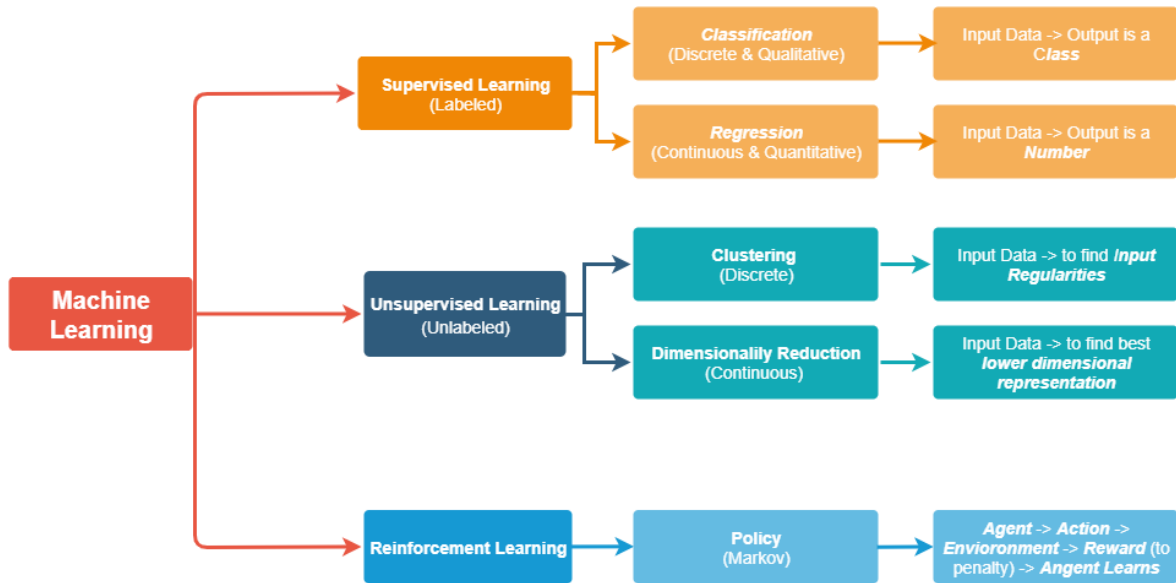 Machine
Learning
Supervised Learning
(Labeled)
Classification
(Discrete & Qualitative)
Input Data -> Output is a
Class
Regression
(Continuous & Quantitative)
Input Data -> Output is a
Number
Unsupervised Learning
(Unlabeled)
Clustering
(Discrete)
Input Data -> to find Input
Regularities
Dimensionalily Reduction
(Continuous)
Input Data -> to find best
lower dimensional
representation
Reinforcement Learning
Policy
(Markov)
Agent -> Action ->
Envioronment -> Reward (to
penalty) -> Angent Learns